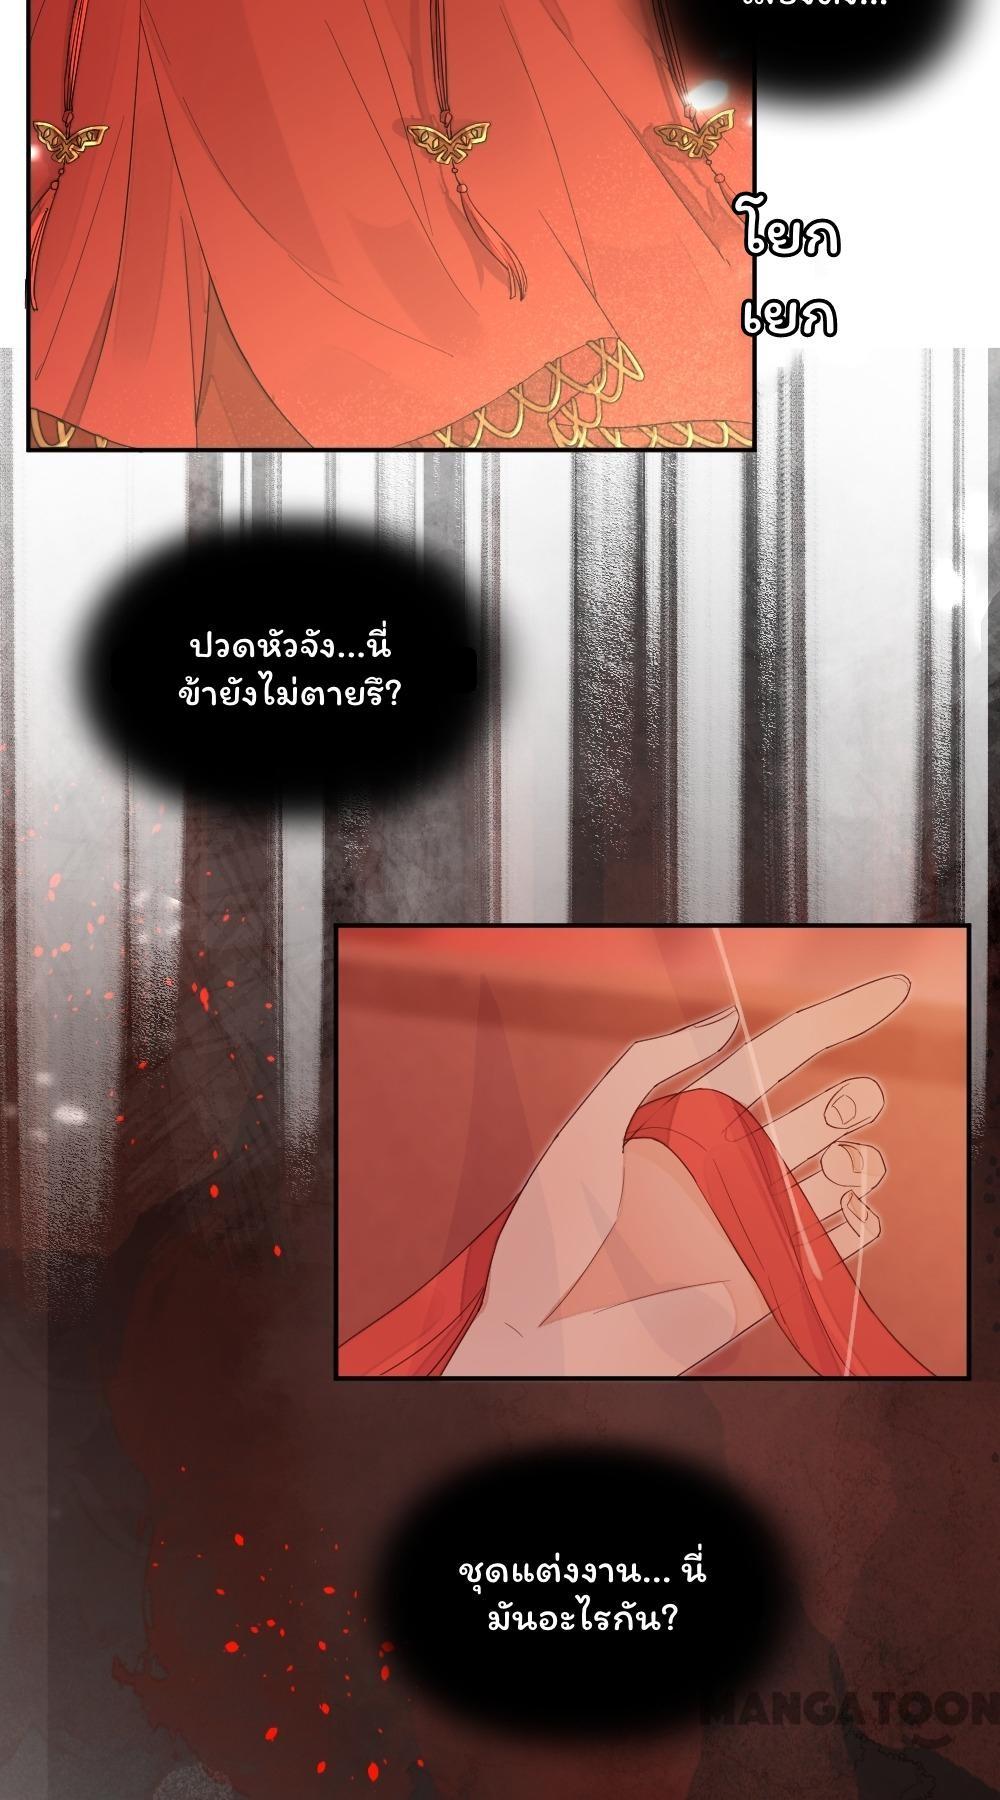 โยก
เยก
ปวดหัวจัง...นี่
ข้ายังไม่ตายรึ?
ชุดแต่งงาน... นี่
มันอะไรกัน?
MANGATOON